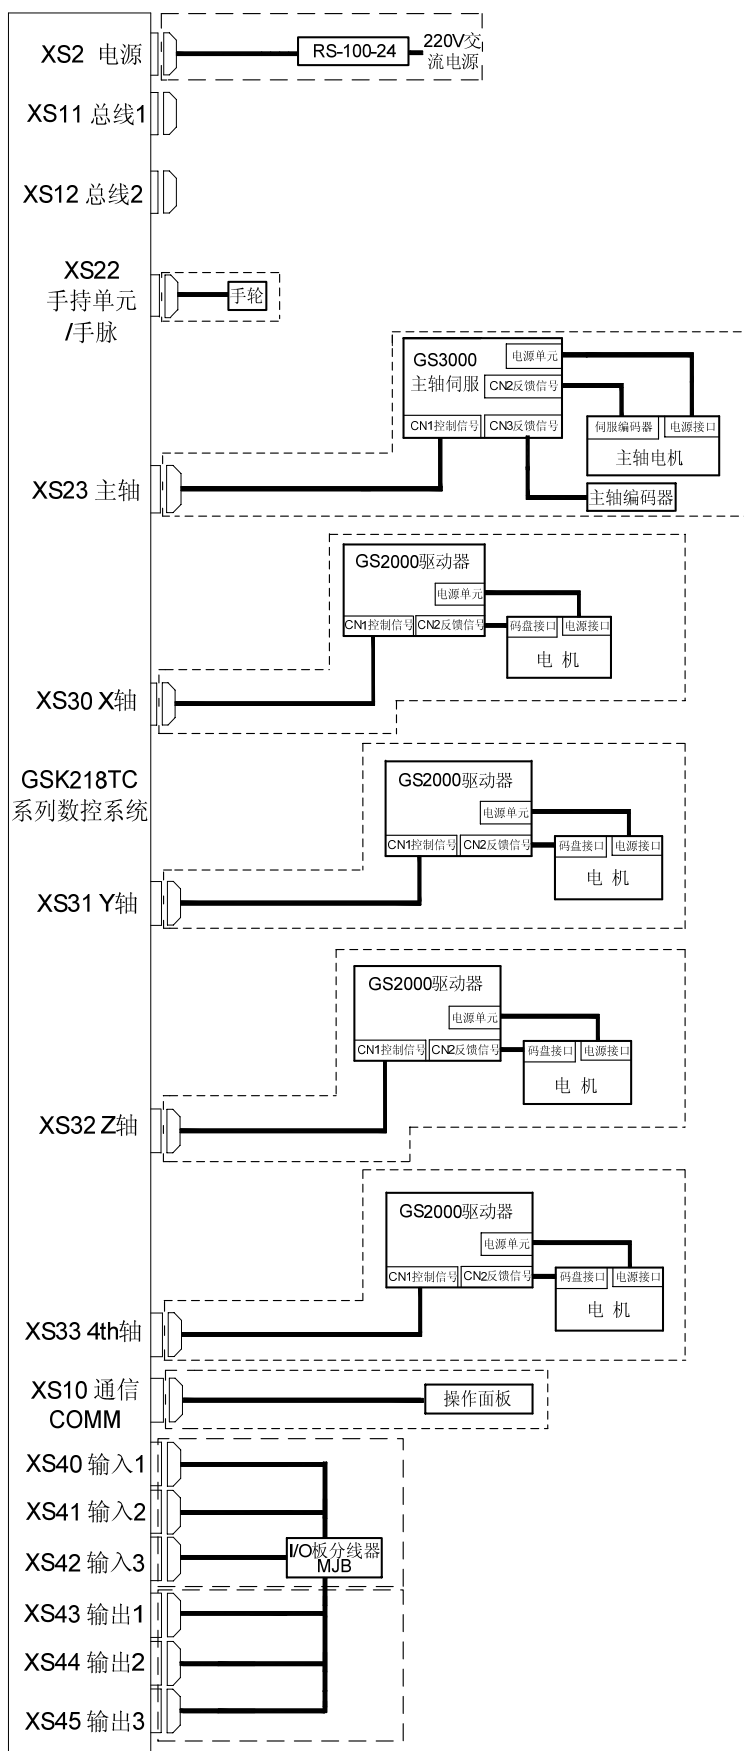 XS2 电源
RS-100-24
220V交
流电源
XS11 总线1
XS12 总线2
XS22
手持单元
/手脉
手轮
GS3000
主轴伺服
电源单元
CN2反馈信号
CN1控制信号
CN3反馈信号
伺服编码器
电源接口
主轴电机
主轴编码器
XS23 主轴
GS2000驱动器
电源单元
CN1控制信号
CN2反馈信号
码盘接口
电源接口
电 机
XS30 X轴
GSK218TC
系列数控系统
GS2000驱动器
电源单元
CN1控制信号
CN2反馈信号
码盘接口
电源接口
电 机
XS31 Y轴
GS2000驱动器
电源单元
CN1控制信号
CN2反馈信号
码盘接口
电源接口
电 机
XS32 Z轴
GS2000驱动器
电源单元
CN1控制信号
CN2反馈信号
码盘接口
电源接口
电 机
XS33 4th轴
XS10 通信
COMM
操作面板
XS40 输入1
XS41 输入2
XS42 输入3
I/O板分线器
MJB
XS43 输出1
XS44 输出2
XS45 输出3